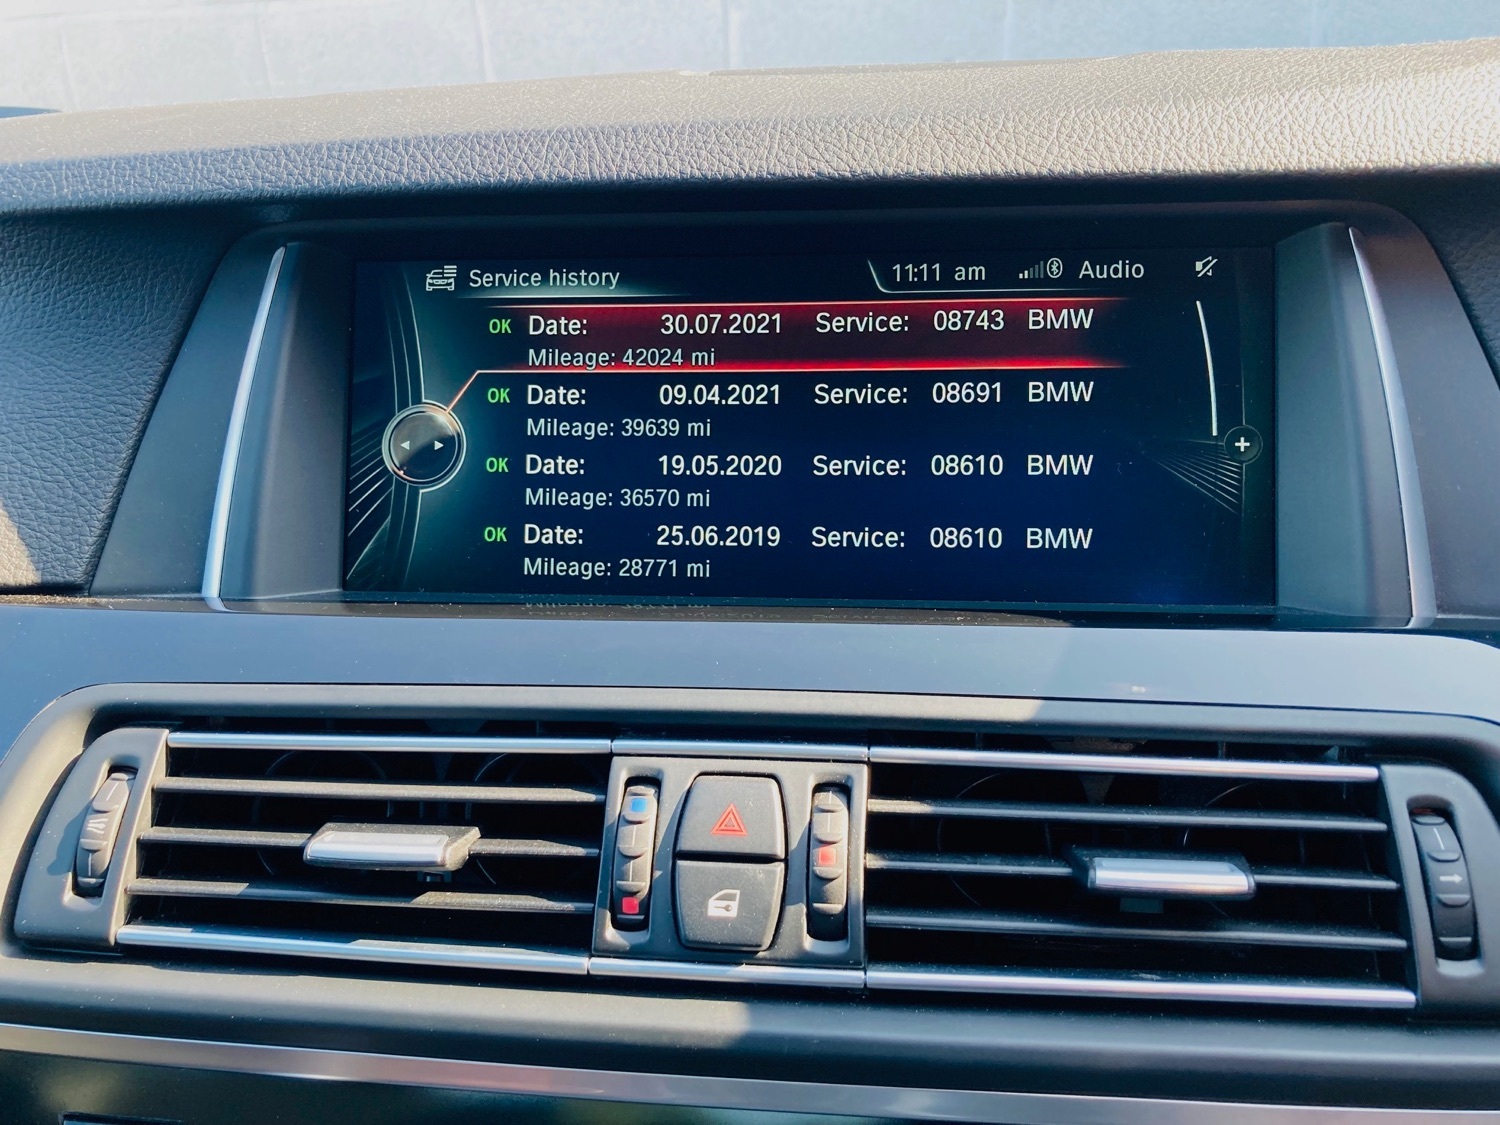 Service history 11:11 am Audio
OK Date: 30.07.2021 Service: 08743 BMW
Mileage: 42024 mi
OK Date: 09.04.2021 Service: 08691 BMW
Mileage: 39639 mi
OK Date: 19.05.2020 Service: 08610 BMW
Mileage: 36570 mi
OK Date: 25.06.2019 Service: 08610 BMW
Mileage: 28771 mi